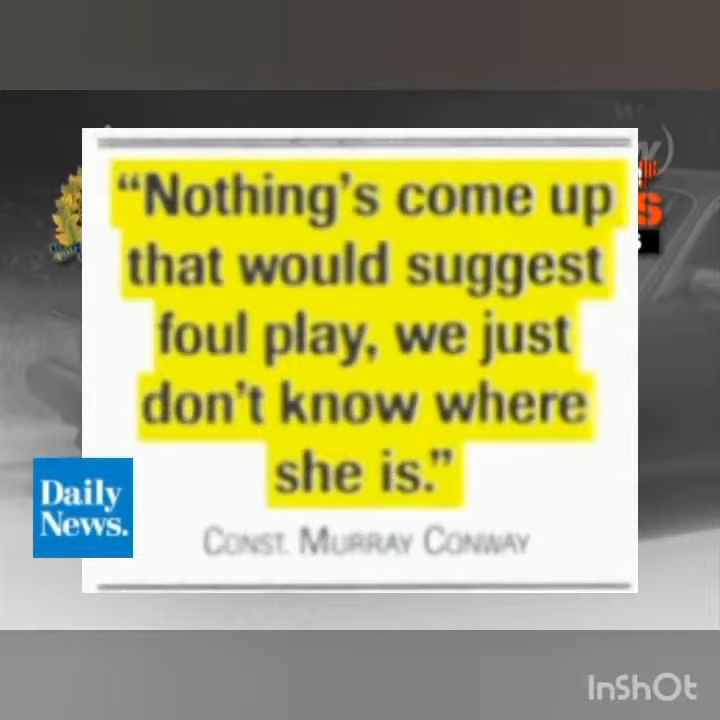 “Nothing’s come up
that would suggest
foul play, we just
don’t know where
she is.”
CONST. MURRAY CONWAY
Daily
News.
InShOt